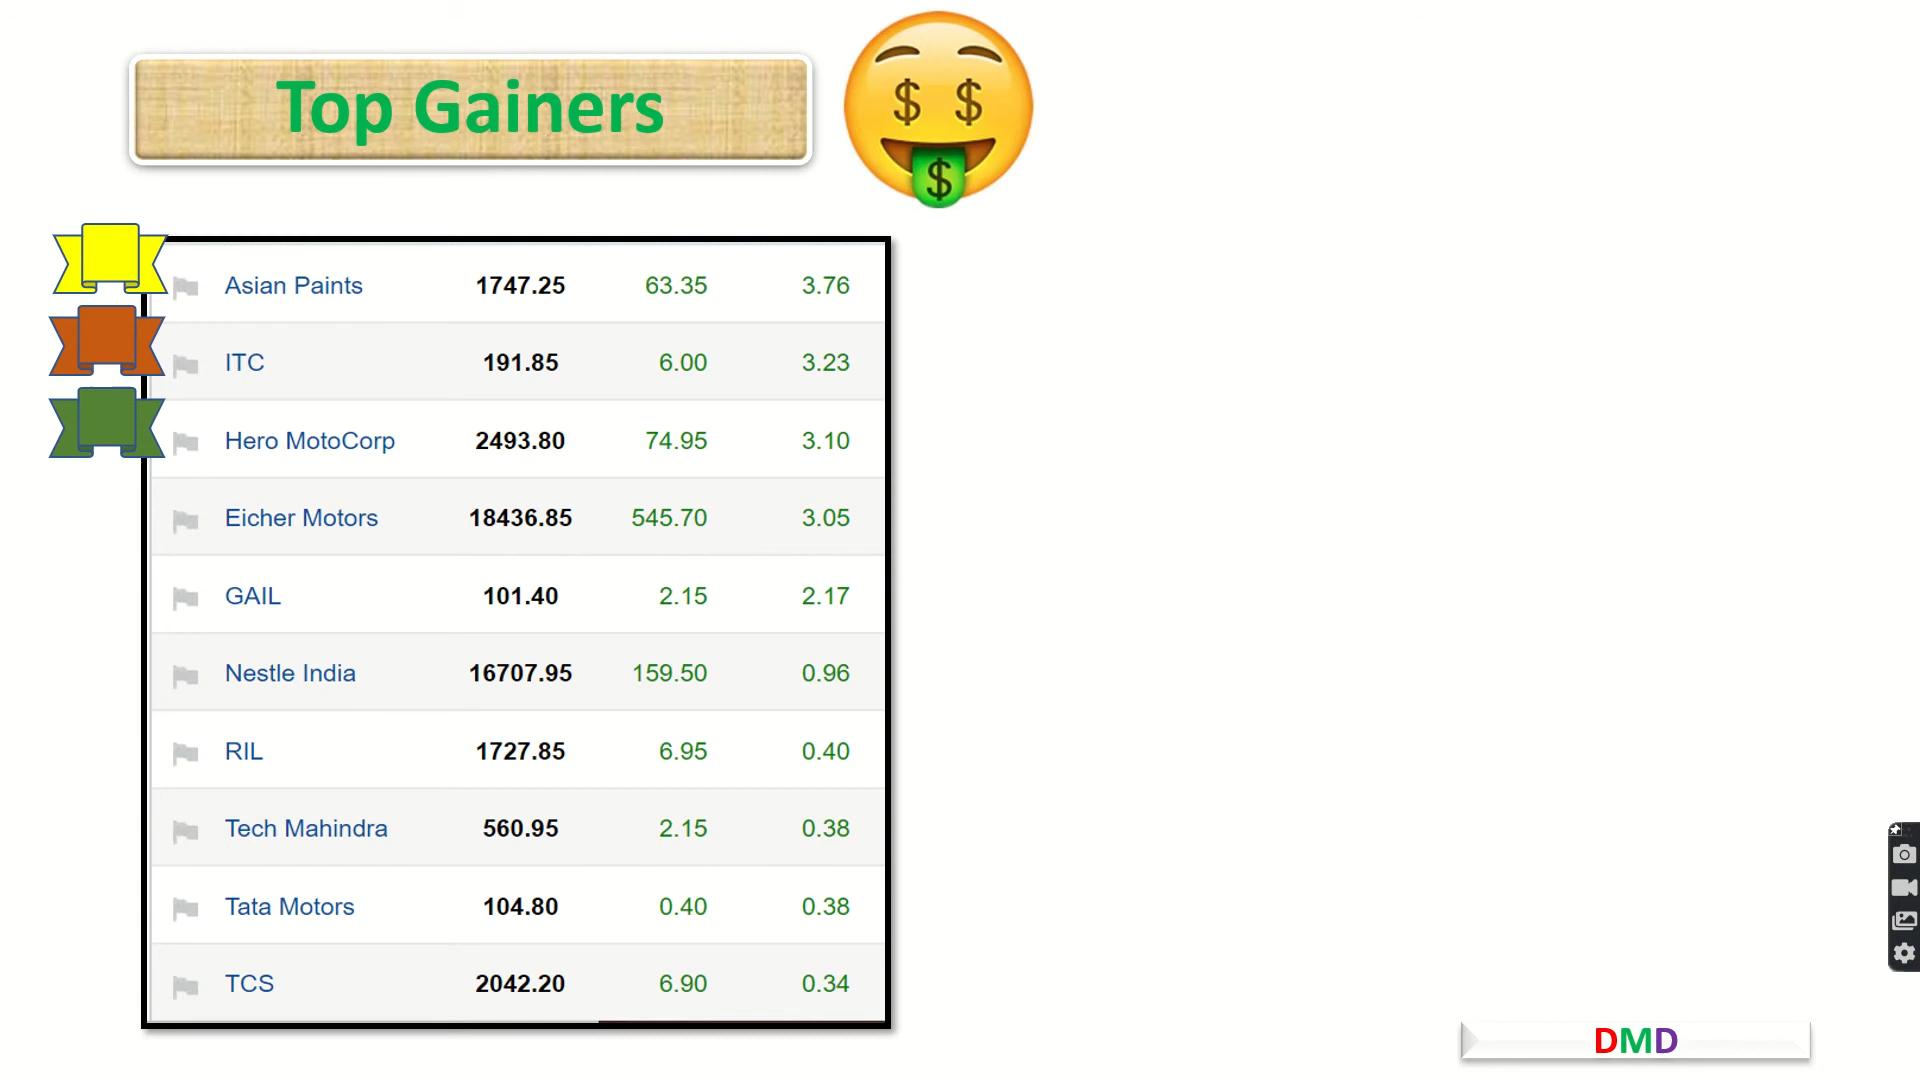 Top Gainers
$ $
$
Asian Paints 1747.25 63.35 3.76
ITC 191.85 6.00 3.23
Hero MotoCorp 2493.80 74.95 3.10
Eicher Motors 18436.85 545.70 3.05
GAIL 101.40 2.15 2.17
Nestle India 16707.95 159.50 0.96
RIL 1727.85 6.95 0.40
Tech Mahindra 560.95 2.15 0.38
Tata Motors 104.80 0.40 0.38
TCS 2042.20 6.90 0.34
DMD